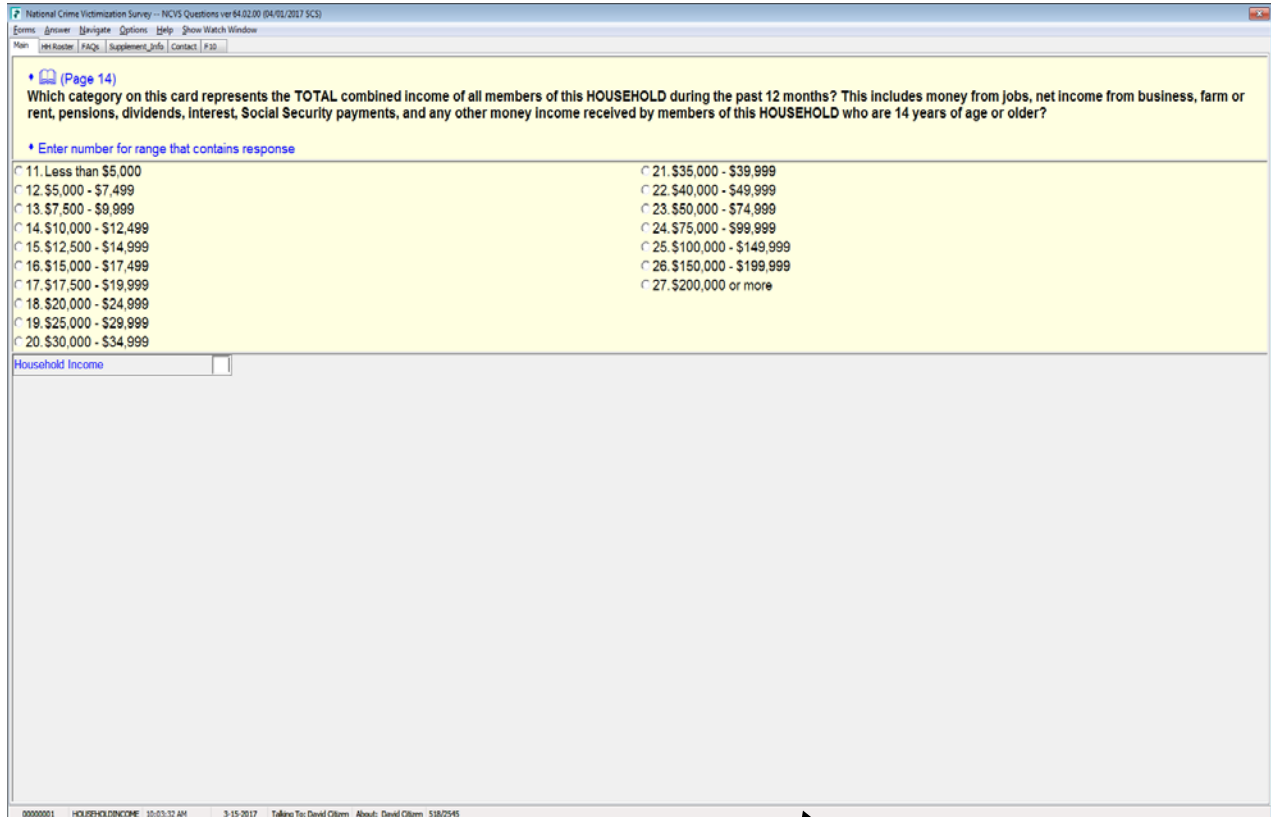 National Crime Victimization Survey -- NCVS Questions ver 64.02.00 (04/01/2017 SCS)
Forms Answer Navigate Options Help Show Watch Window
Main HH Roster FAQs Supplement_Info Contact F10
(Page 14)
Which category on this card represents the TOTAL combined income of all members of this HOUSEHOLD during the past 12 months? This includes money from jobs, net income from business, farm or
rent, pensions, dividends, interest, Social Security payments, and any other money income received by members of this HOUSEHOLD who are 14 years of age or older?
Enter number for range that contains response
11. Less than $5,000
12. $5,000 - $7,499
13. $7,500 - $9,999
14. $10,000 - $12,499
15. $12,500 - $14,999
16. $15,000 - $17,499
17. $17,500 - $19,999
18. $20,000 - $24,999
19. $25,000 - $29,999
20. $30,000 - $34,999
21. $35,000 - $39,999
22. $40,000 - $49,999
23. $50,000 - $74,999
24. $75,000 - $99,999
25. $100,000 - $149,999
26. $150,000 - $199,999
27. $200,000 or more
Household Income
00000001 HOUSEHOLDINCOME 10:03:32 AM 3-15-2017 Talking To: David Citizen About: David Citizen 518/2545